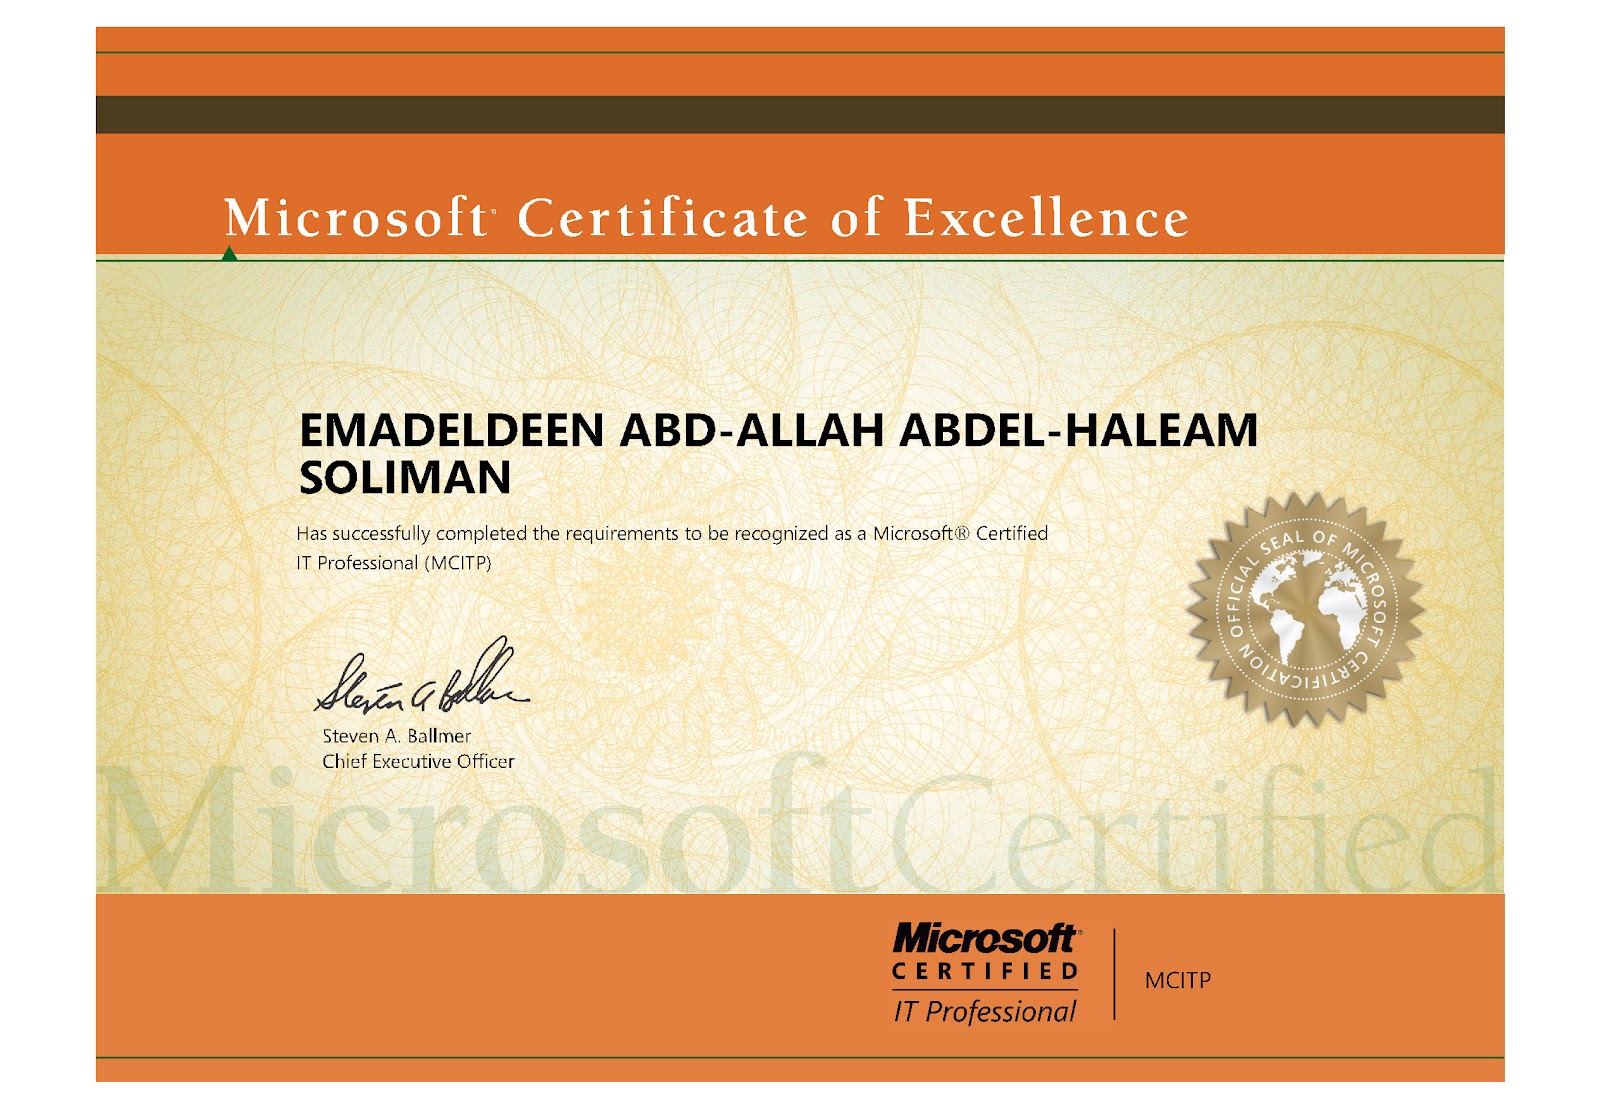 Microsoft® Certificate of Excellence
EMADELDEEN ABD-ALLAH ABDEL-HALEAM
SOLIMAN
Has successfully completed the requirements to be recognized as a Microsoft® Certified
IT Professional (MCITP)
OFFICIAL SEAL OF MICROSOFT CERTIFICATION
Steven A Ballmer
Steven A. Ballmer
Chief Executive Officer
Microsoft Certified
Microsoft®
CERTIFIED
IT Professional
MCITP